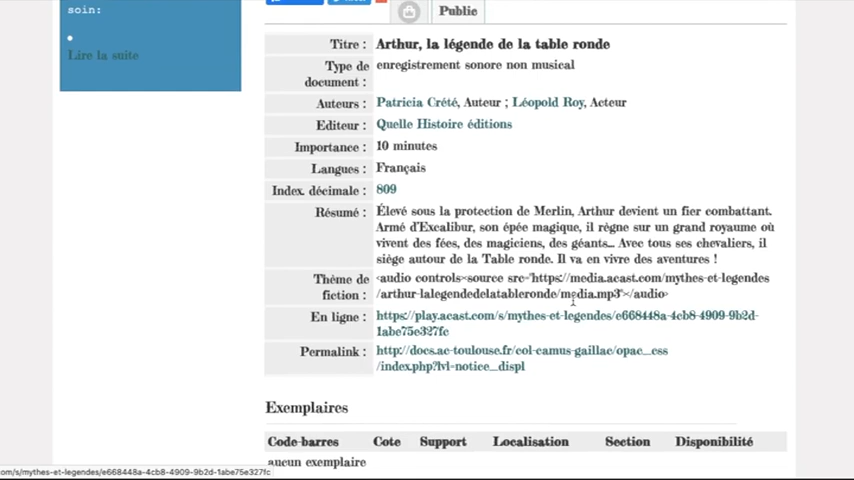 soin:
Lire la suite
Public
Titre : Arthur, la légende de la table ronde
Type de document : enregistrement sonore non musical
Auteurs : Patricia Crété, Auteur ; Léopold Roy, Acteur
Editeur : Quelle Histoire éditions
Importance : 10 minutes
Langues : Français
Index. décimale : 809
Résumé : Élevé sous la protection de Merlin, Arthur devient un fier combattant.
Armé d'Excalibur, son épée magique, il règne sur un grand royaume où
vivent des fées, des magiciens, des géants... Avec tous ses chevaliers, il
siège autour de la Table ronde. Il va en vivre des aventures !
Thème de fiction : <audio controls<source src="https://media.acast.com/mythes-et-legendes
/arthur-lalegendedelatableronde/media.mp3"></audio>
En ligne : https://play.acast.com/s/mythes-et-legendes/e668448a-4cb8-4909-9b2d-
1abe75e327fc
Permalink : http://docs.ac-toulouse.fr/col-camus-gaillac/opac_css
/index.php?lvl=notice_displ
Exemplaires
Code-barres Cote Support Localisation Section Disponibilité
aucun exemplaire
om/s/mythes-et-legendes/e668448a-4cb8-4909-9b2d-1abe75e327fc